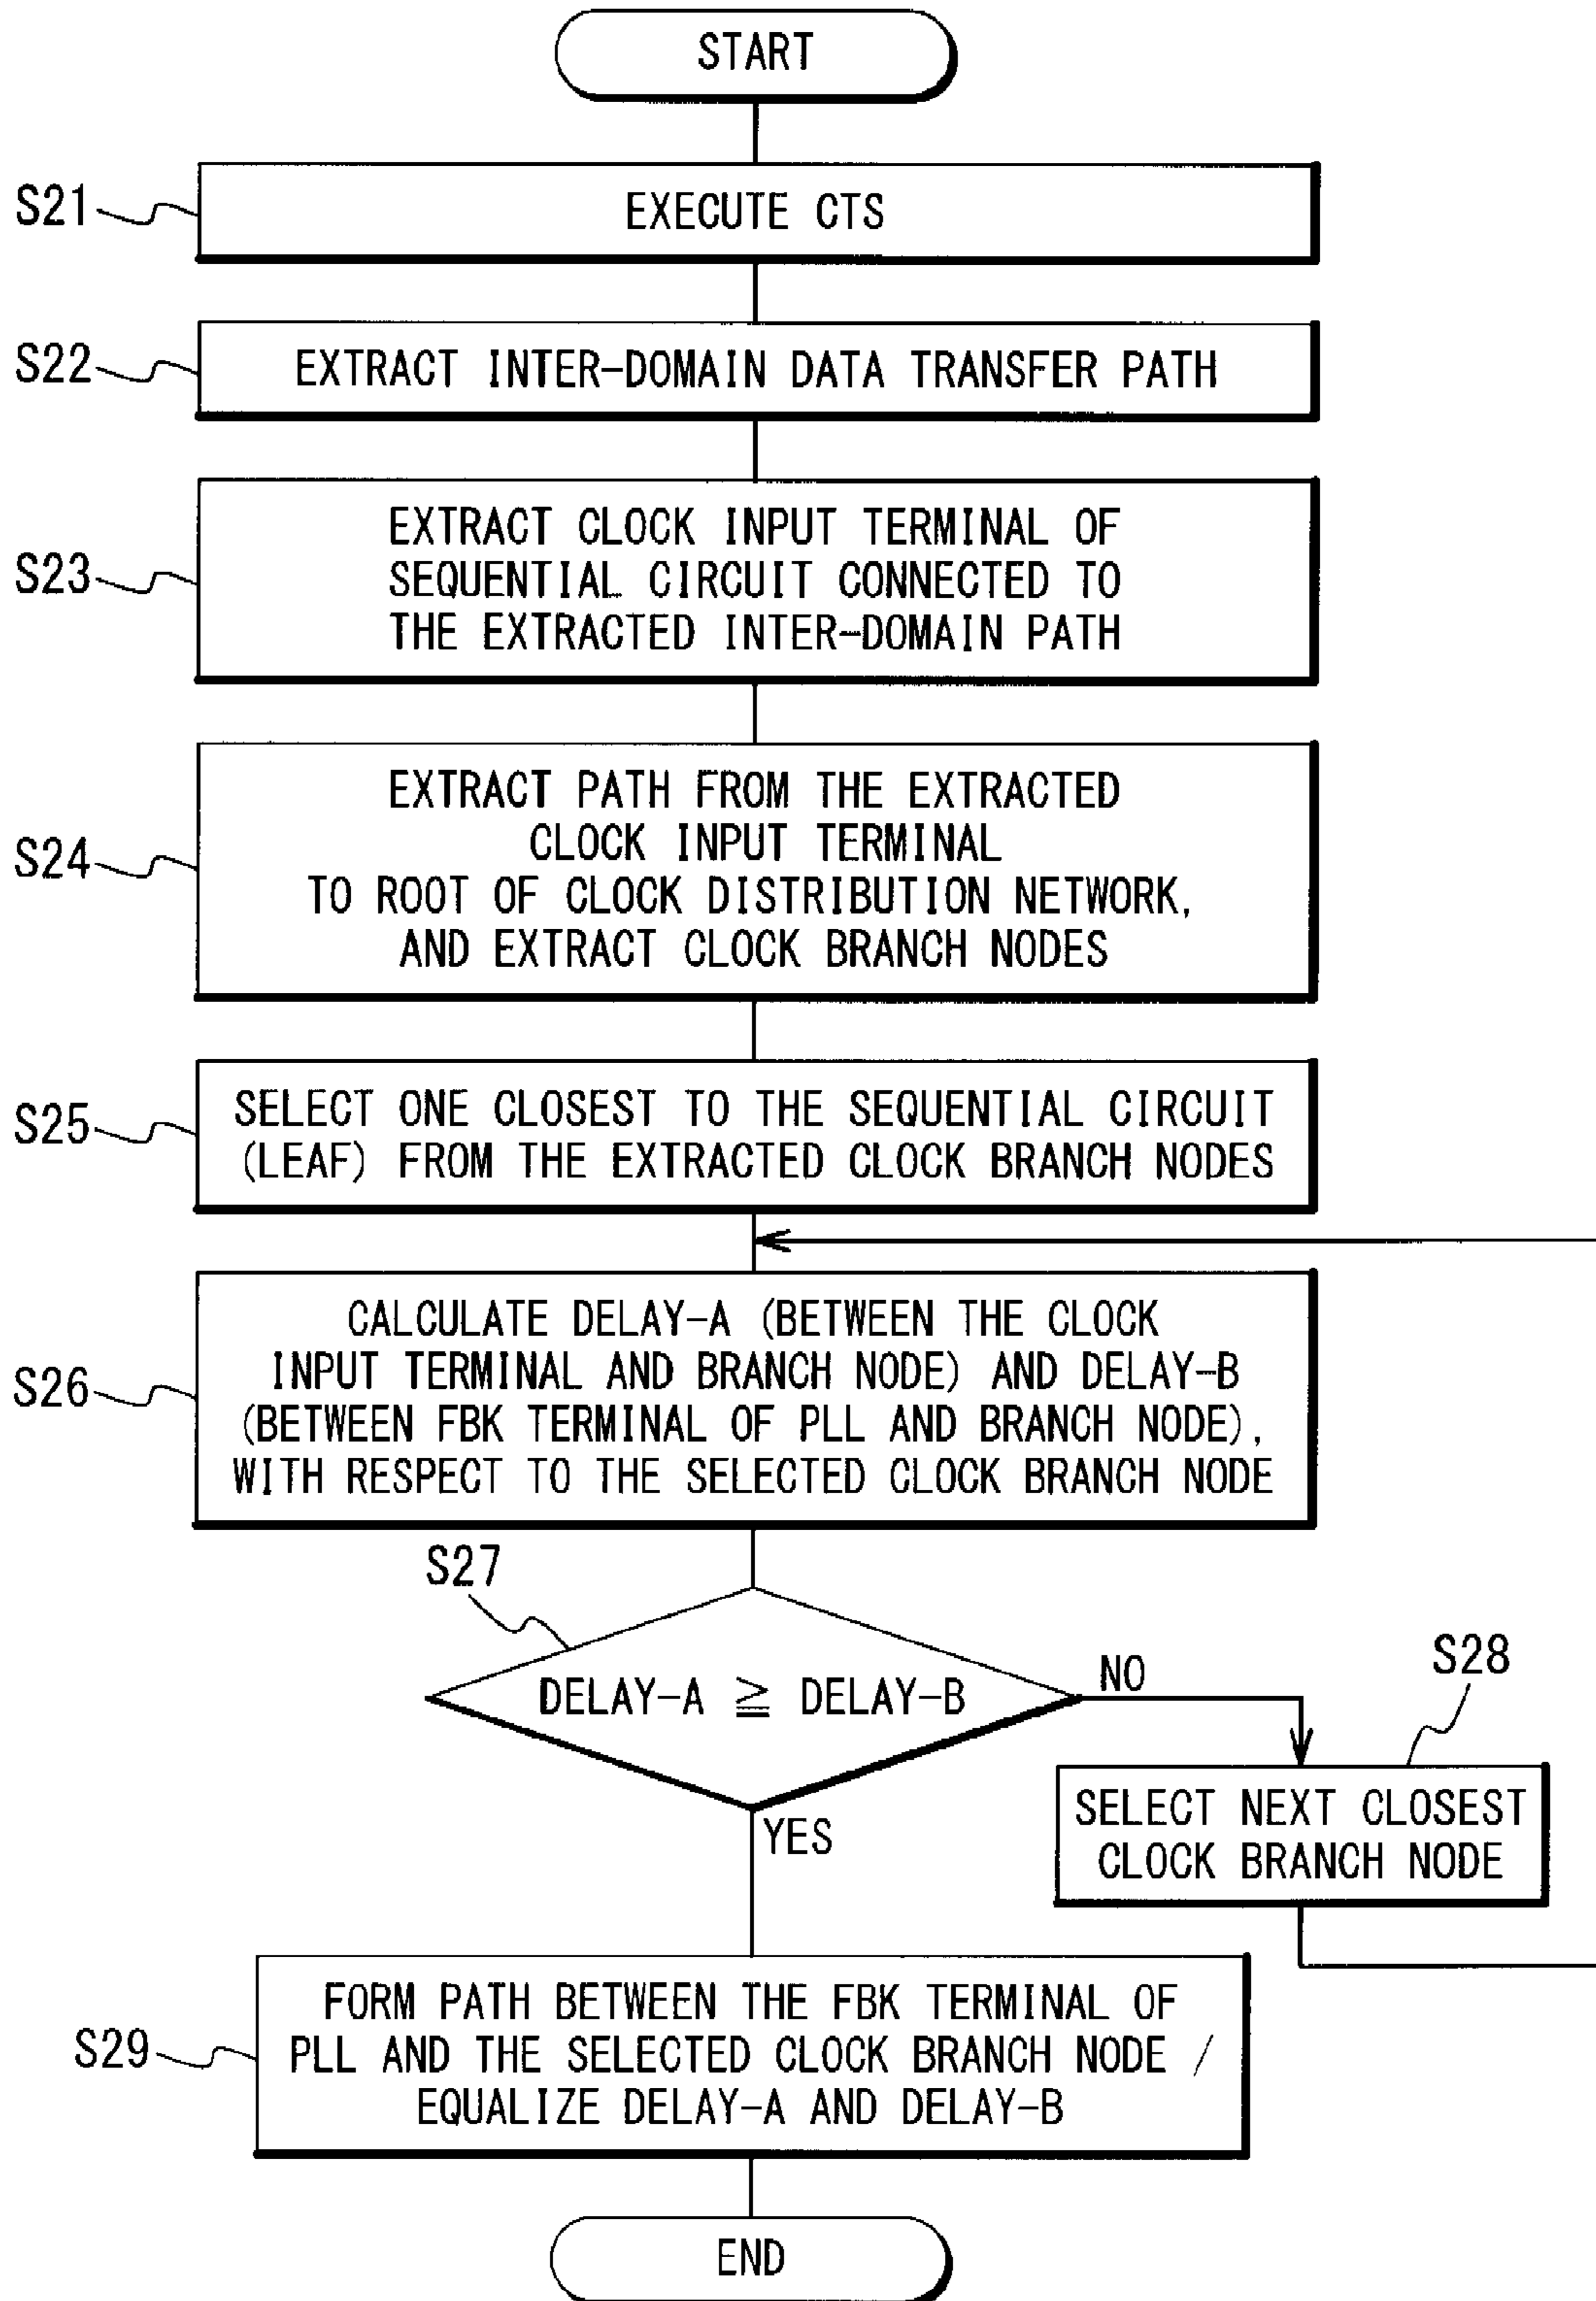 START
S21
EXECUTE CTS
S22
EXTRACT INTER-DOMAIN DATA TRANSFER PATH
S23
EXTRACT CLOCK INPUT TERMINAL OF
SEQUENTIAL CIRCUIT CONNECTED TO
THE EXTRACTED INTER-DOMAIN PATH
S24
EXTRACT PATH FROM THE EXTRACTED
CLOCK INPUT TERMINAL
TO ROOT OF CLOCK DISTRIBUTION NETWORK,
AND EXTRACT CLOCK BRANCH NODES
S25
SELECT ONE CLOSEST TO THE SEQUENTIAL CIRCUIT
(LEAF) FROM THE EXTRACTED CLOCK BRANCH NODES
S26
CALCULATE DELAY-A (BETWEEN THE CLOCK
INPUT TERMINAL AND BRANCH NODE) AND DELAY-B
(BETWEEN FBK TERMINAL OF PLL AND BRANCH NODE),
WITH RESPECT TO THE SELECTED CLOCK BRANCH NODE
S27
DELAY-A ≧ DELAY-B
NO
S28
SELECT NEXT CLOSEST
CLOCK BRANCH NODE
YES
S29
FORM PATH BETWEEN THE FBK TERMINAL OF
PLL AND THE SELECTED CLOCK BRANCH NODE /
EQUALIZE DELAY-A AND DELAY-B
END